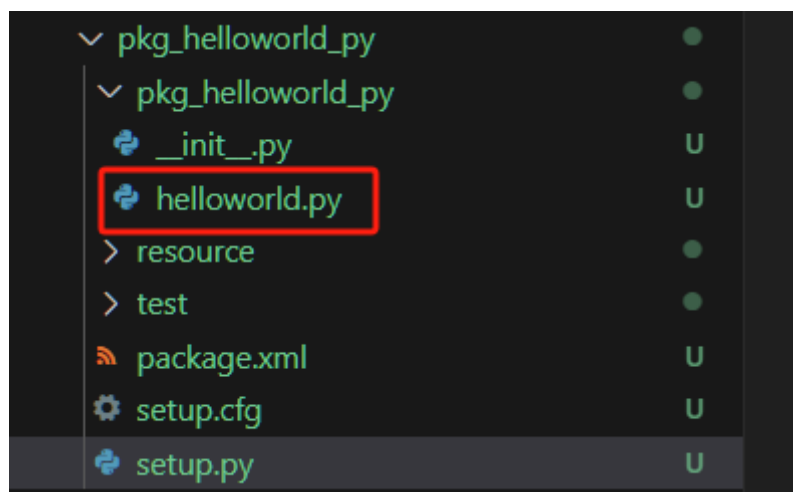 pkg_helloworld_py
pkg_helloworld_py
__init__.py U
helloworld.py U
resource
test
package.xml U
setup.cfg U
setup.py U